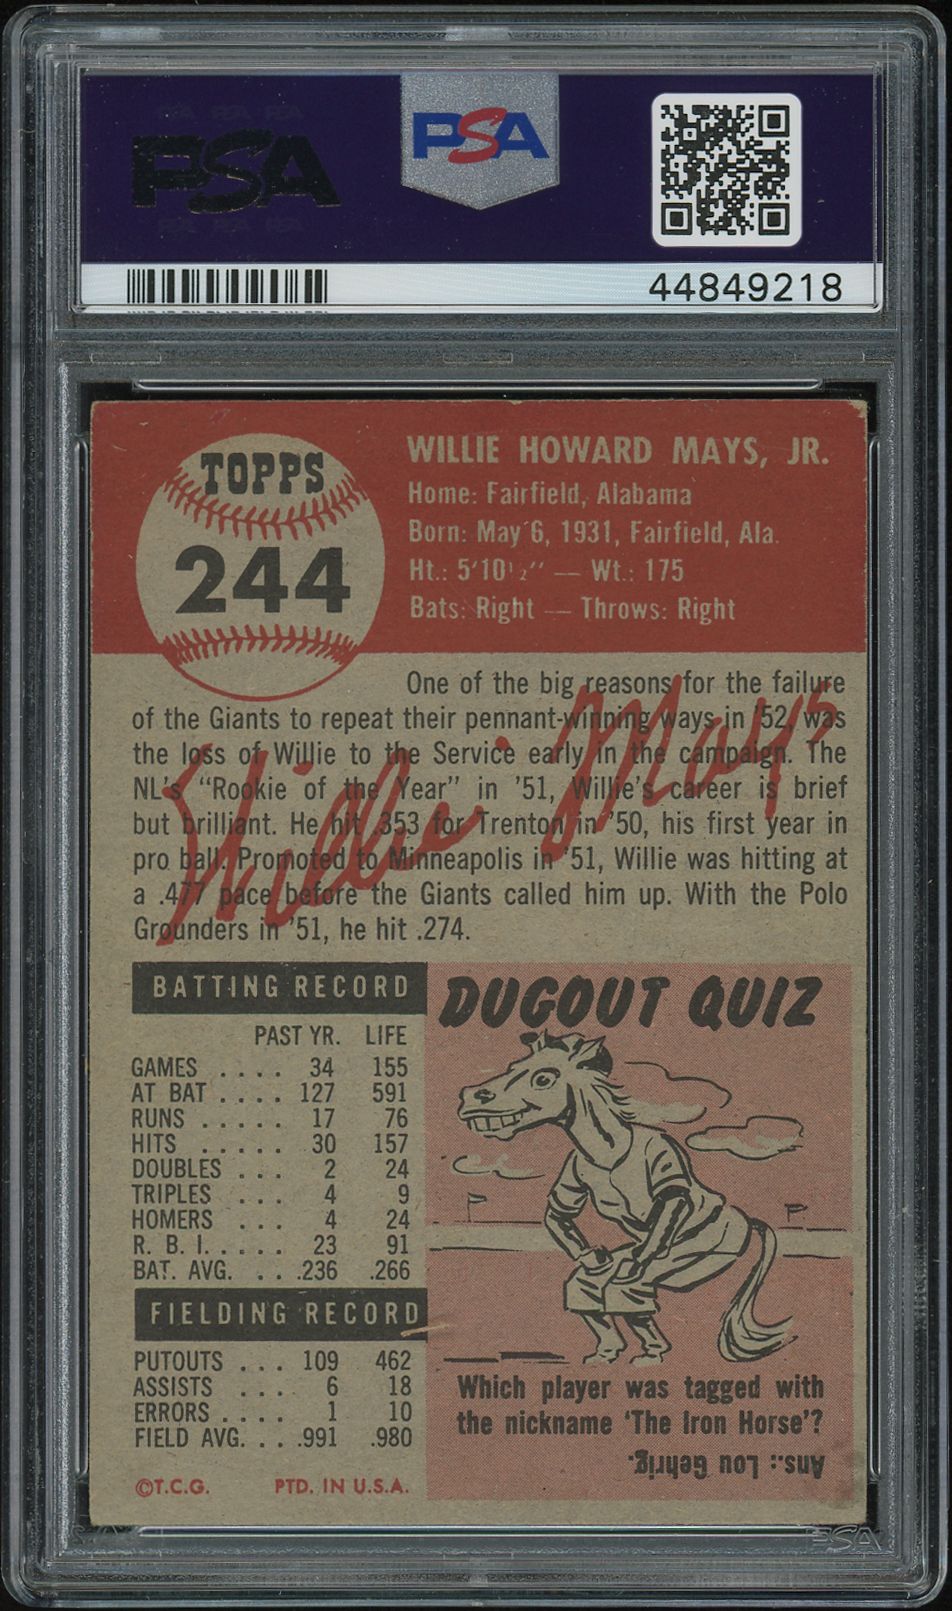 PSA
PSA
44849218
TOPPS
244
WILLIE HOWARD MAYS, JR.
Home: Fairfield, Alabama
Born: May 6, 1931, Fairfield, Ala.
Ht.: 5'10½" — Wt.: 175
Bats: Right — Throws: Right
One of the big reasons for the failure
of the Giants to repeat their pennant-winning ways in '52, was
the loss of Willie to the Service early in the campaign. The
NL's "Rookie of the Year" in '51, Willie's career is brief
but brilliant. He hit .353 for Trenton in '50, his first year in
pro ball. Promoted to Minneapolis in '51, Willie was hitting at
a .477 pace before the Giants called him up. With the Polo
Grounders in '51, he hit .274.
Willie Mays
BATTING RECORD
PAST YR. LIFE
GAMES . . . . 34 155
AT BAT . . . . 127 591
RUNS . . . . . 17 76
HITS . . . . . 30 157
DOUBLES . . . 2 24
TRIPLES . . . 4 9
HOMERS . . . 4 24
R. B. I. . . . . 23 91
BAT. AVG. . . .236 .266
FIELDING RECORD
PUTOUTS . . . 109 462
ASSISTS . . . 6 18
ERRORS . . . . 1 10
FIELD AVG. . . .991 .980
©T.C.G. PTD. IN U.S.A.
DUGOUT QUIZ
Which player was tagged with
the nickname 'The Iron Horse'?
Ans.: Lou Gehrig.
PSA